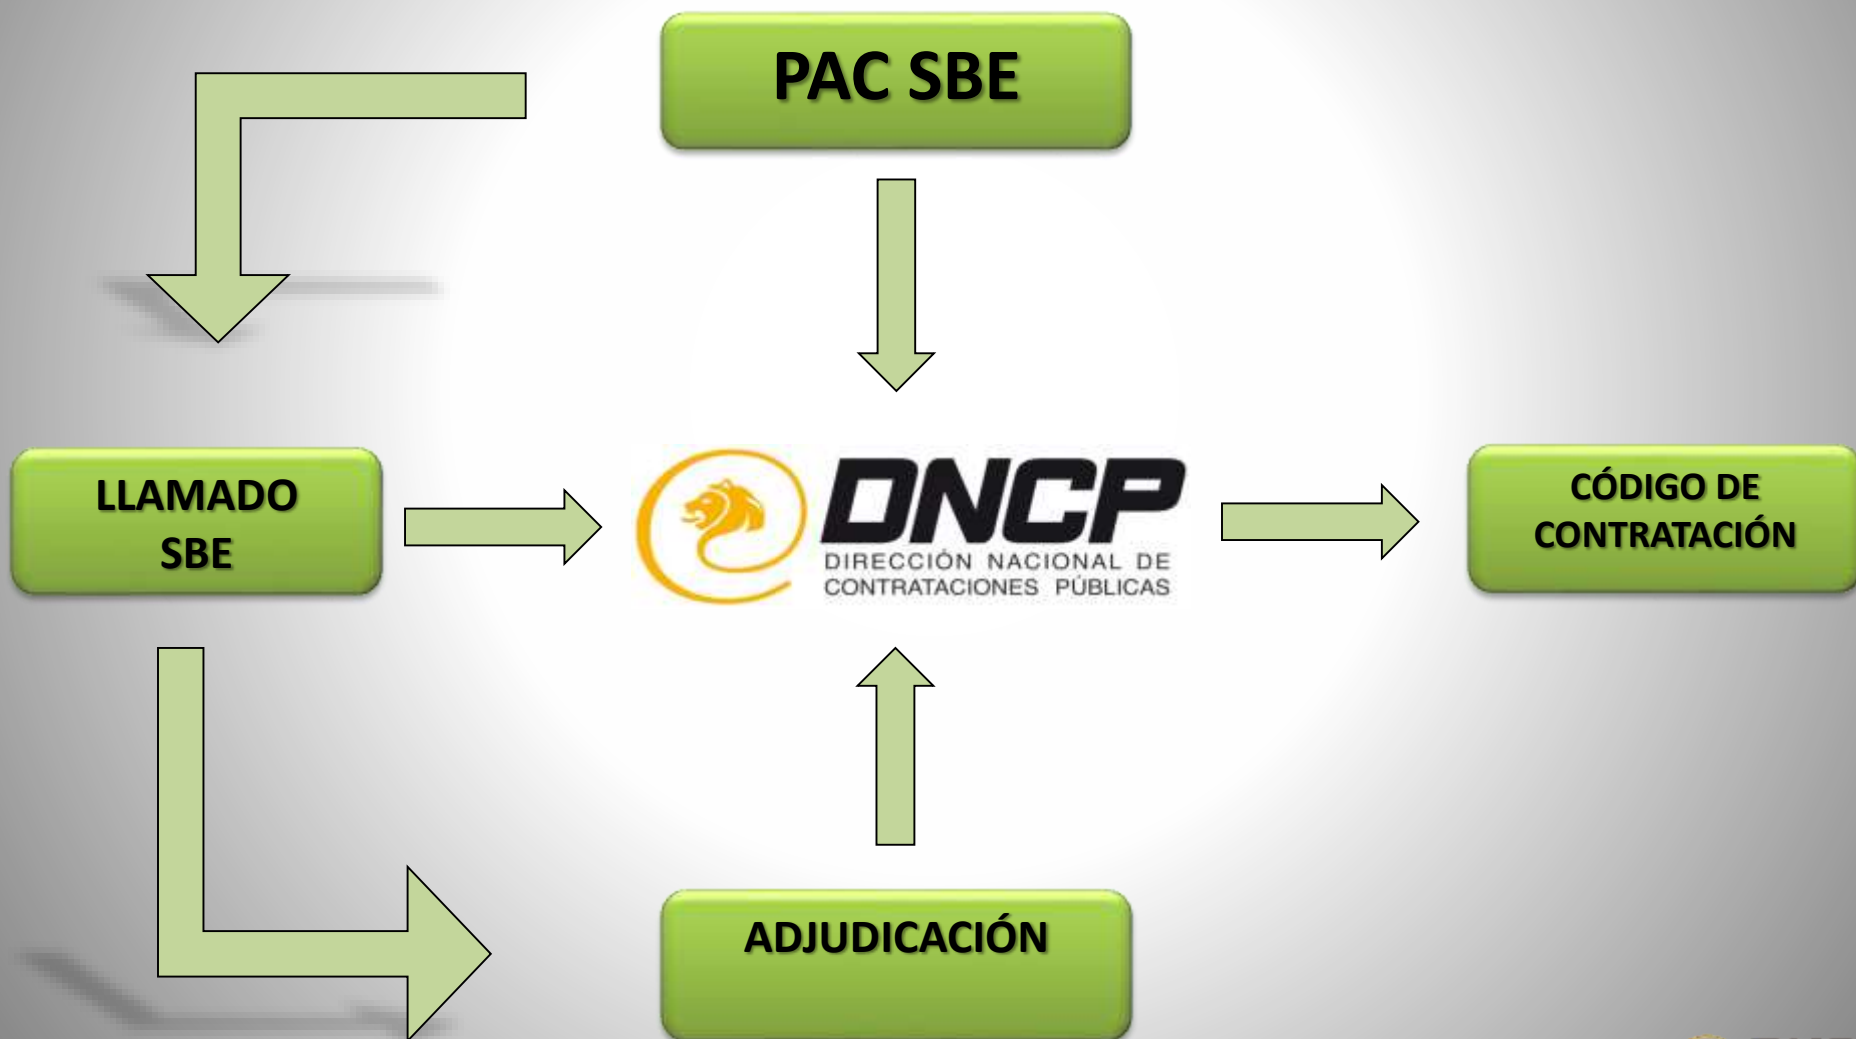 PAC SBE
LLAMADO
SBE
DNCP
DIRECCIÓN NACIONAL DE
CONTRATACIONES PÚBLICAS
CÓDIGO DE
CONTRATACIÓN
ADJUDICACIÓN